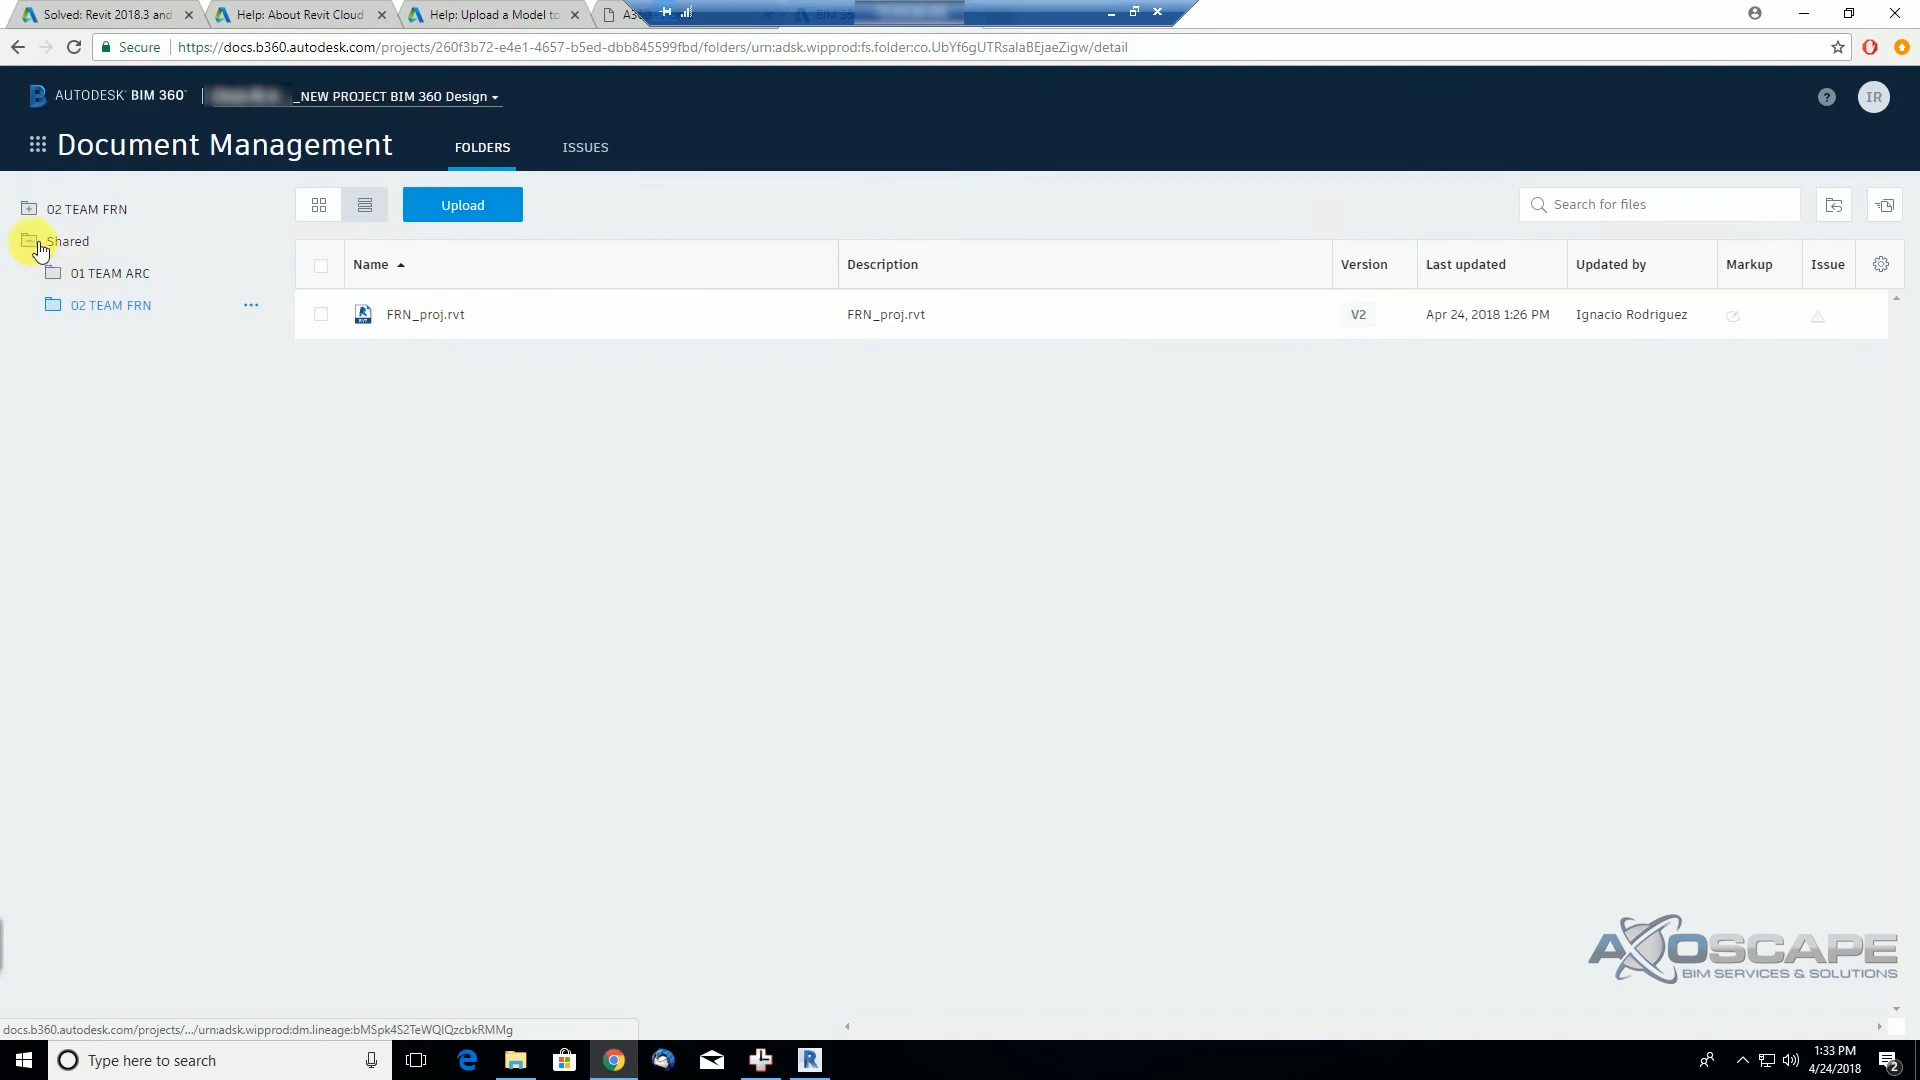 Solved: Revit 2018.3 and
Help: About Revit Cloud
Help: Upload a Model to
Secure
https://docs.b360.autodesk.com/projects/260f3b72-e4e1-4657-b5ed-dbb845599fbd/folders/urn:adsk.wipprod:fs.folder:co.UbYf6gUTRsalaBEjaeZigw/detail
AUTODESK® BIM 360™
_NEW PROJECT BIM 360 Design
IR
Document Management
FOLDERS
ISSUES
02 TEAM FRN
Shared
01 TEAM ARC
02 TEAM FRN
Upload
Search for files
Name
Description
Version
Last updated
Updated by
Markup
Issue
FRN_proj.rvt
FRN_proj.rvt
V2
Apr 24, 2018 1:26 PM
Ignacio Rodriguez
AXOSCAPE
BIM SERVICES & SOLUTIONS
docs.b360.autodesk.com/projects/.../urn:adsk.wipprod:dm.lineage:bMSpk4S2TeWQIQzcbkRMMg
Type here to search
1:33 PM
4/24/2018
2